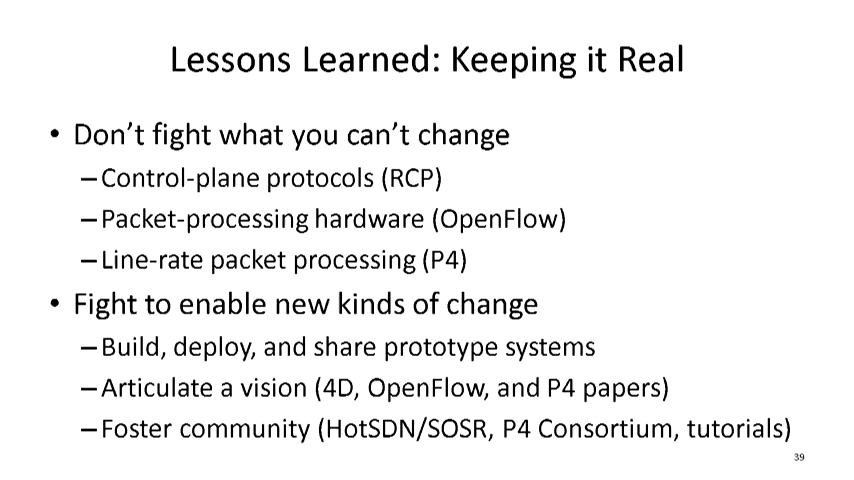 Lessons Learned: Keeping it Real
• Don’t fight what you can’t change
–Control-plane protocols (RCP)
–Packet-processing hardware (OpenFlow)
–Line-rate packet processing (P4)
• Fight to enable new kinds of change
–Build, deploy, and share prototype systems
–Articulate a vision (4D, OpenFlow, and P4 papers)
–Foster community (HotSDN/SOSR, P4 Consortium, tutorials)
39